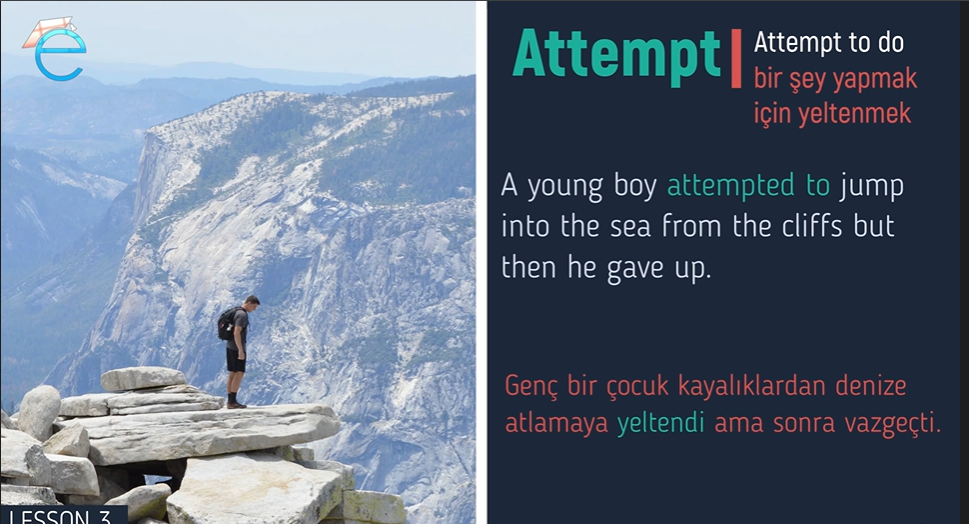 e
Attempt
Attempt to do
bir şey yapmak
için yeltenmek
A young boy attempted to jump
into the sea from the cliffs but
then he gave up.
Genç bir çocuk kayalıklardan denize
atlamaya yeltendi ama sonra vazgeçti.
LESSON 3